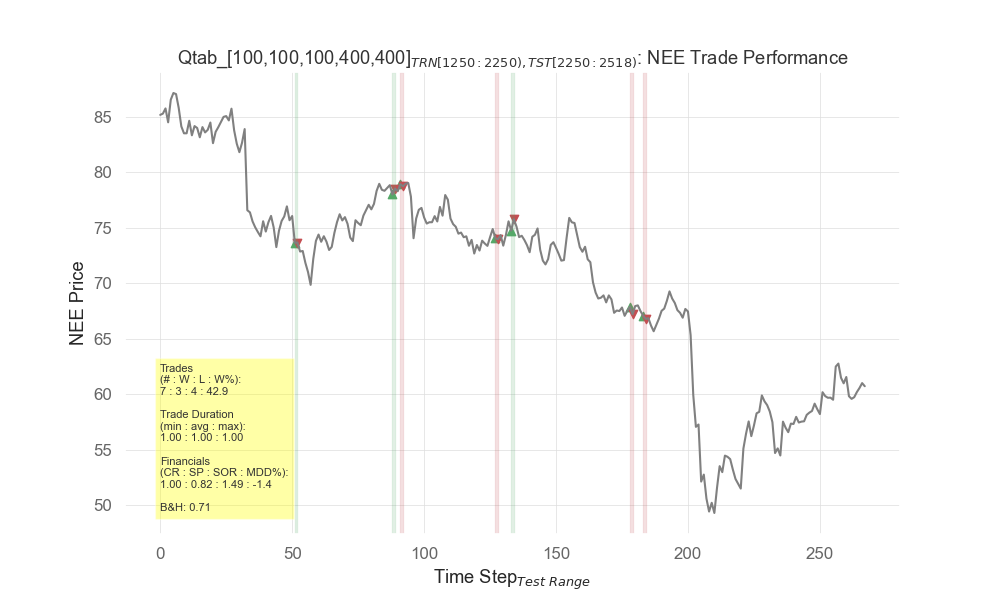 Qtab_[100,100,100,400,400]TRN[1250:2250),TST[2250:2518): NEE Trade Performance
NEE Price
85
80
75
70
65
60
55
50
Trades
(# : W : L : W%):
7 : 3 : 4 : 42.9
Trade Duration
(min : avg : max):
1.00 : 1.00 : 1.00
Financials
(CR : SP : SOR : MDD%):
1.00 : 0.82 : 1.49 : -1.4
B&H: 0.71
0 50 100 150 200 250
Time StepTest Range